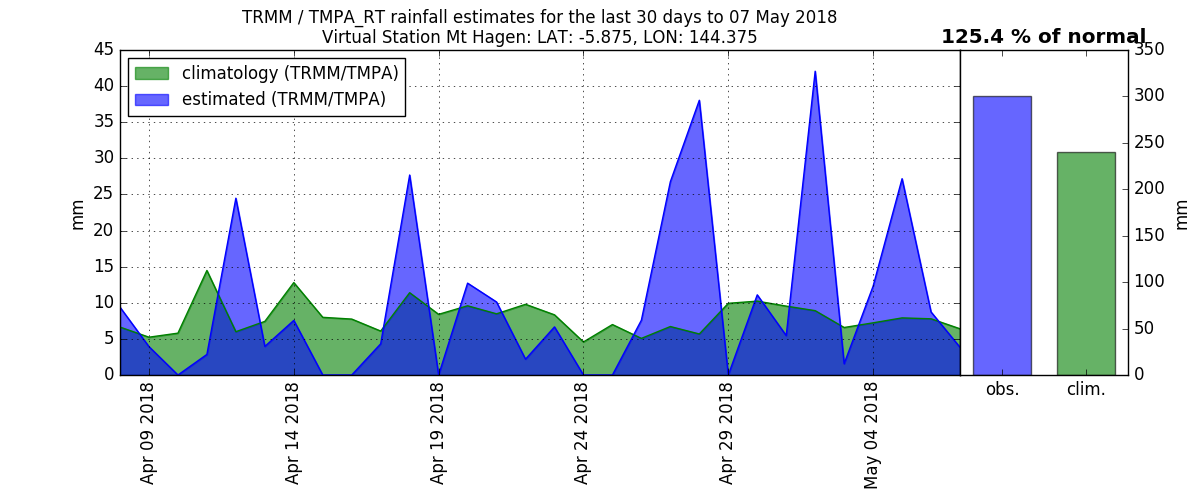 TRMM / TMPA_RT rainfall estimates for the last 30 days to 07 May 2018
Virtual Station Mt Hagen: LAT: -5.875, LON: 144.375
125.4 % of normal
climatology (TRMM/TMPA)
estimated (TRMM/TMPA)
mm
45
40
35
30
25
20
15
10
5
0
Apr 09 2018
Apr 14 2018
Apr 19 2018
Apr 24 2018
Apr 29 2018
May 04 2018
obs.
clim.
350
300
250
200
150
100
50
0
mm